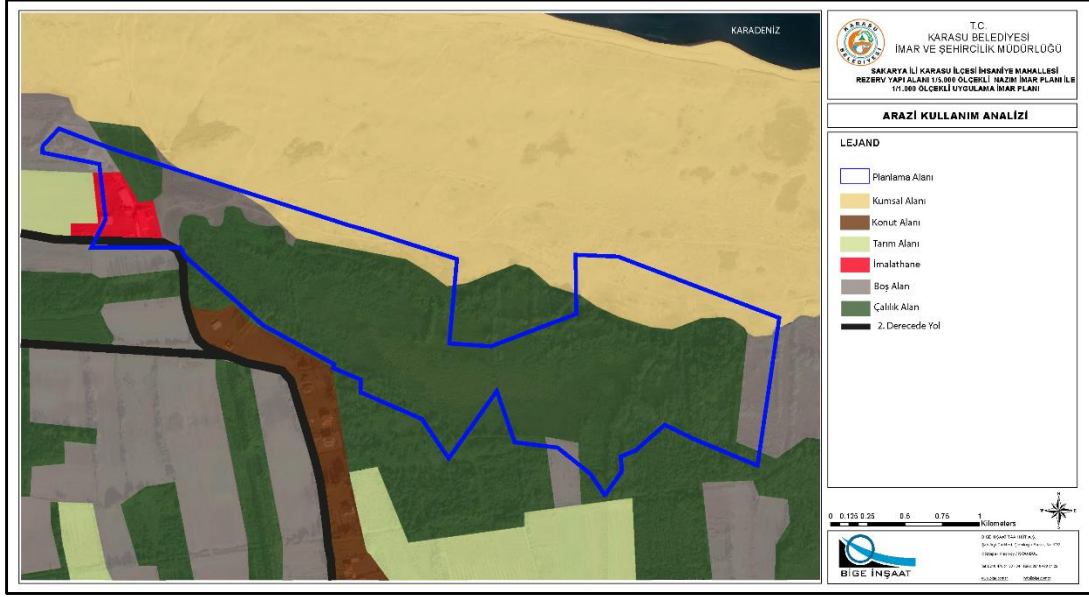 KARADENİZ
KARASU
BELEDİYESİ
T.C.
KARASU BELEDİYESİ
İMAR VE ŞEHİRCİLİK MÜDÜRLÜĞÜ
SAKARYA İLİ KARASU İLÇESİ İHSANİYE MAHALLESİ
REZERV YAPI ALANI 1/5.000 ÖLÇEKLİ NAZIM İMAR PLANI İLE
1/1.000 ÖLÇEKLİ UYGULAMA İMAR PLANI
ARAZİ KULLANIM ANALİZİ
LEJAND
Planlama Alanı
Kumsal Alanı
Konut Alanı
Tarım Alanı
İmalathane
Boş Alan
Çalılık Alan
2. Derecede Yol
0 0.125 0.25 0.5 0.75 1
Kilometers
BİGE İNŞAAT